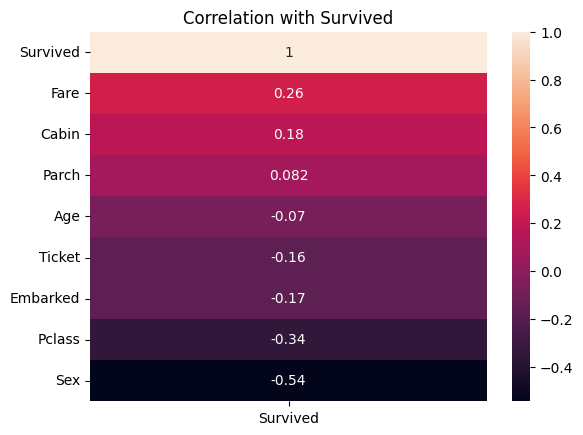 Correlation with Survived
Survived 1
Fare 0.26
Cabin 0.18
Parch 0.082
Age -0.07
Ticket -0.16
Embarked -0.17
Pclass -0.34
Sex -0.54
Survived
1.0
0.8
0.6
0.4
0.2
0.0
−0.2
−0.4